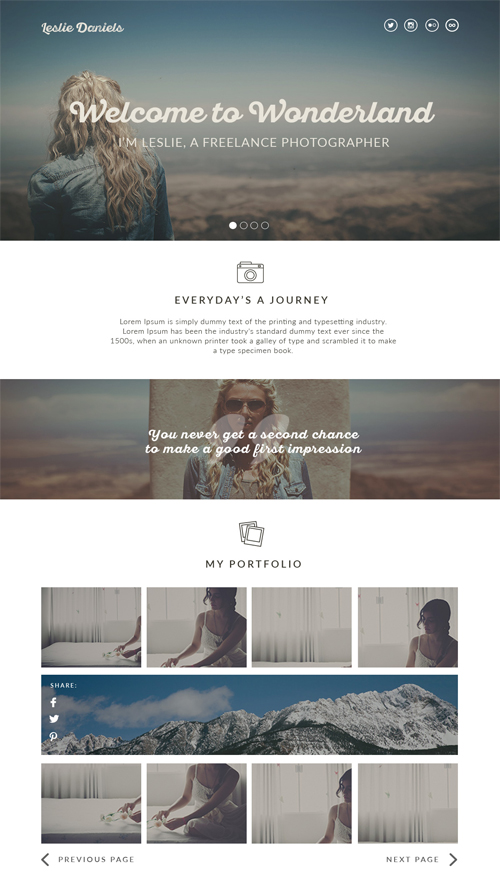 Leslie Daniels
Welcome to Wonderland
I'M LESLIE, A FREELANCE PHOTOGRAPHER
EVERYDAY'S A JOURNEY
Lorem Ipsum is simply dummy text of the printing and typesetting industry.
Lorem Ipsum has been the industry's standard dummy text ever since the
1500s, when an unknown printer took a galley of type and scrambled it to make
a type specimen book.
You never get a second chance
to make a good first impression
MY PORTFOLIO
SHARE:
PREVIOUS PAGE
NEXT PAGE